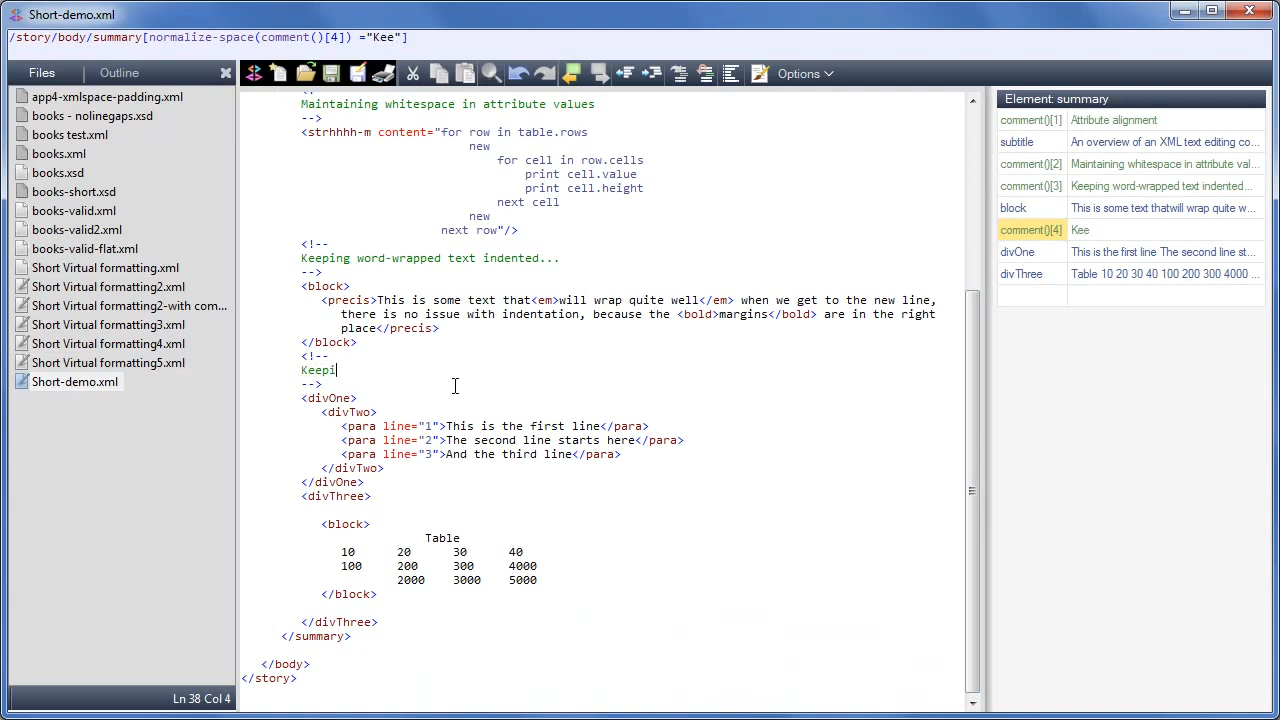 Short-demo.xml
/story/body/summary[normalize-space(comment()[4]) ="Kee"]
Files Outline
Options
app4-xmlspace-padding.xml
books - nolinegaps.xsd
books test.xml
books.xml
books.xsd
books-short.xsd
books-valid.xml
books-valid2.xml
books-valid-flat.xml
Short Virtual formatting.xml
Short Virtual formatting2.xml
Short Virtual formatting2-with com...
Short Virtual formatting3.xml
Short Virtual formatting4.xml
Short Virtual formatting5.xml
Short-demo.xml
Ln 38 Col 4
Maintaining whitespace in attribute values
-->
<strhhhh-m content="for row in table.rows
new
for cell in row.cells
print cell.value
print cell.height
next cell
new
next row"/>
<!--
Keeping word-wrapped text indented...
-->
<block>
<precis>This is some text that<em>will wrap quite well</em> when we get to the new line,
there is no issue with indentation, because the <bold>margins</bold> are in the right
place</precis>
</block>
<!--
Keepi
-->
<divOne>
<divTwo>
<para line="1">This is the first line</para>
<para line="2">The second line starts here</para>
<para line="3">And the third line</para>
</divTwo>
</divOne>
<divThree>
<block>
Table
10 20 30 40
100 200 300 4000
2000 3000 5000
</block>
</divThree>
</summary>
</body>
</story>
Element: summary
comment()[1] Attribute alignment
subtitle An overview of an XML text editing co...
comment()[2] Maintaining whitespace in attribute val...
comment()[3] Keeping word-wrapped text indented...
block This is some text thatwill wrap quite w...
comment()[4] Kee
divOne This is the first line The second line st...
divThree Table 10 20 30 40 100 200 300 4000 ...